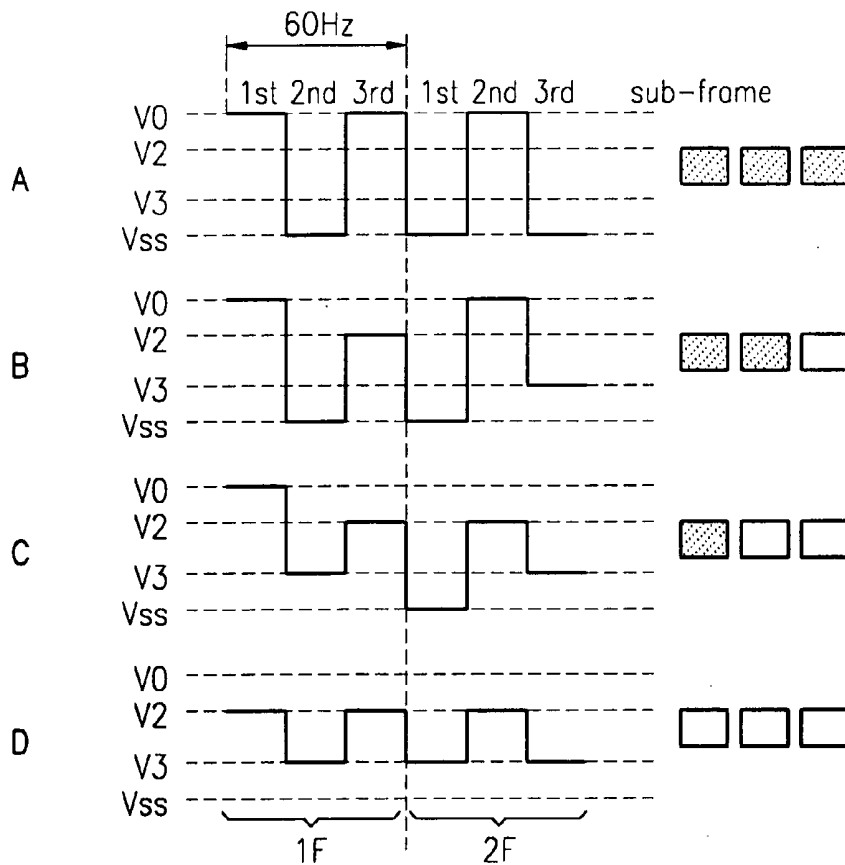 60Hz
1st 2nd 3rd 1st 2nd 3rd sub-frame
V0
V2
A
V3
Vss
V0
V2
B
V3
Vss
V0
V2
C
V3
Vss
V0
V2
D
V3
Vss
1F 2F